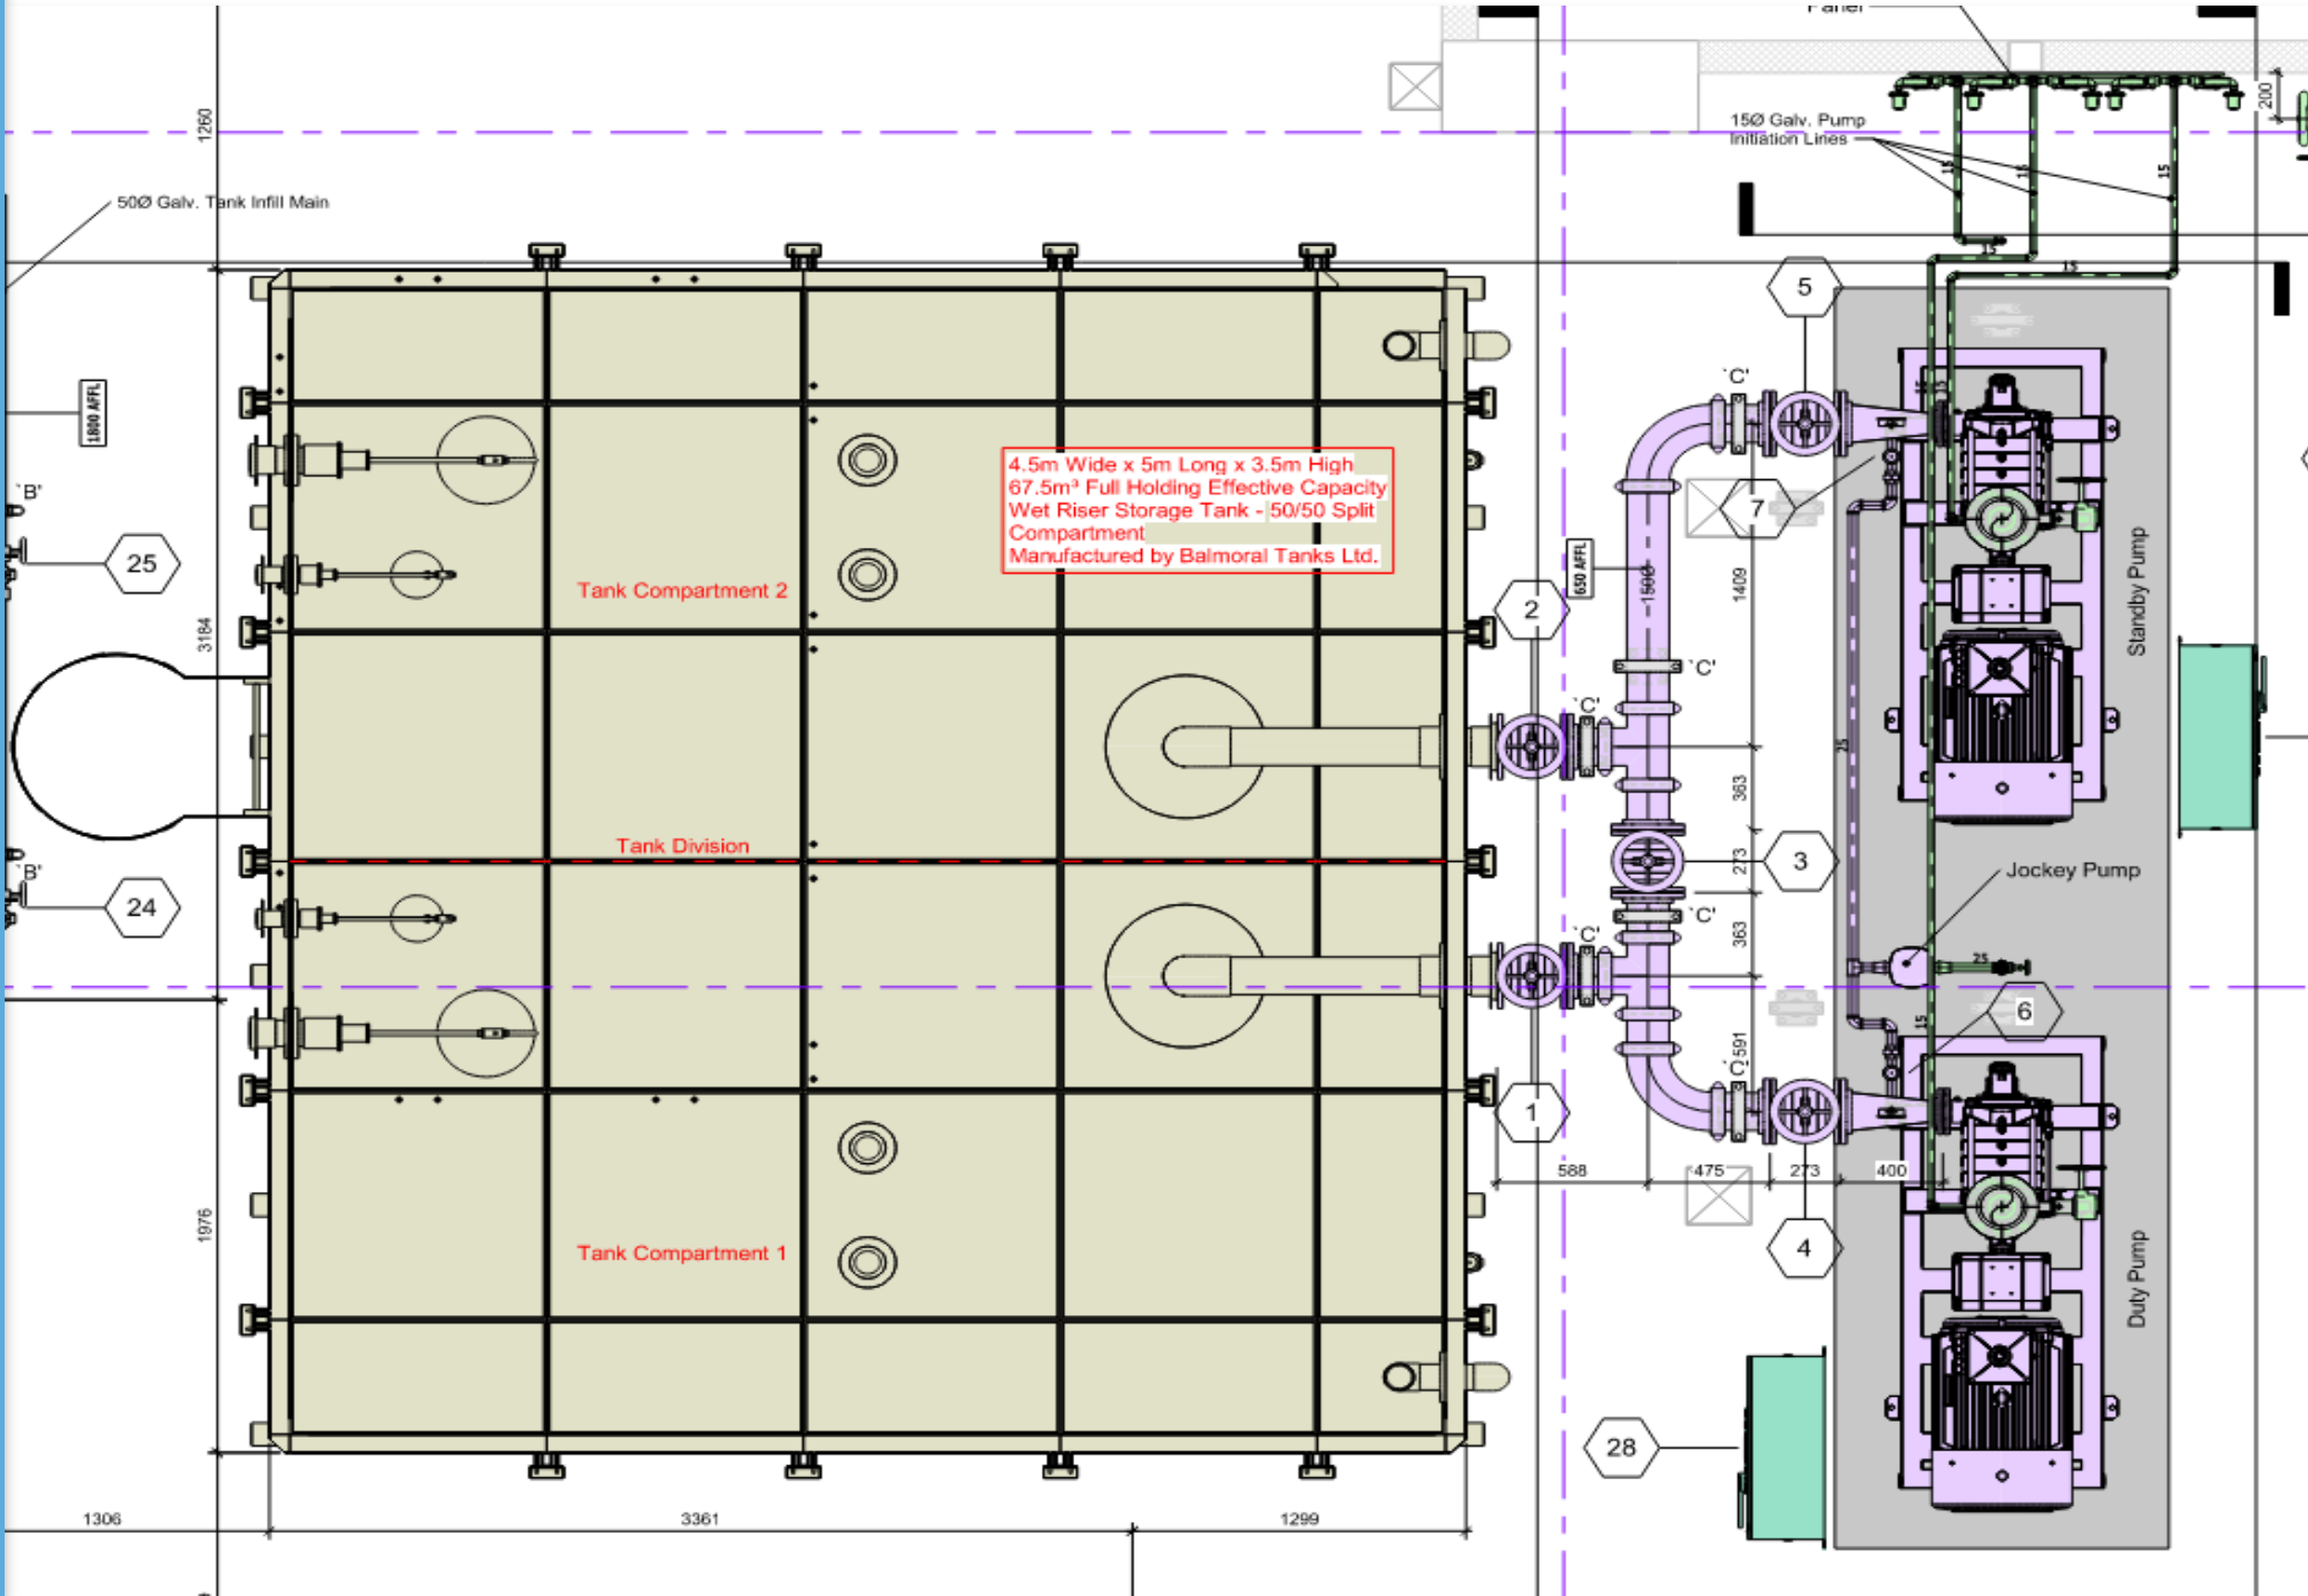 Panel
200
1260
15Ø Galv. Pump
Initiation Lines
15
15
15
50Ø Galv. Tank Infill Main
15
15
5
1800 AFFL
`C'
15
15
4.5m Wide x 5m Long x 3.5m High
67.5m³ Full Holding Effective Capacity
Wet Riser Storage Tank - 50/50 Split
Compartment
Manufactured by Balmoral Tanks Ltd.
`B'
7
25
650 AFFL
150Ø
1409
Standby Pump
Tank Compartment 2
2
3184
`C'
`C'
25
363
Tank Division
3
273
`B'
Jockey Pump
24
`C'
`C'
363
25
6
15
591
`C'
1
588
475
273
400
1976
Tank Compartment 1
4
Duty Pump
28
1306
3361
1299